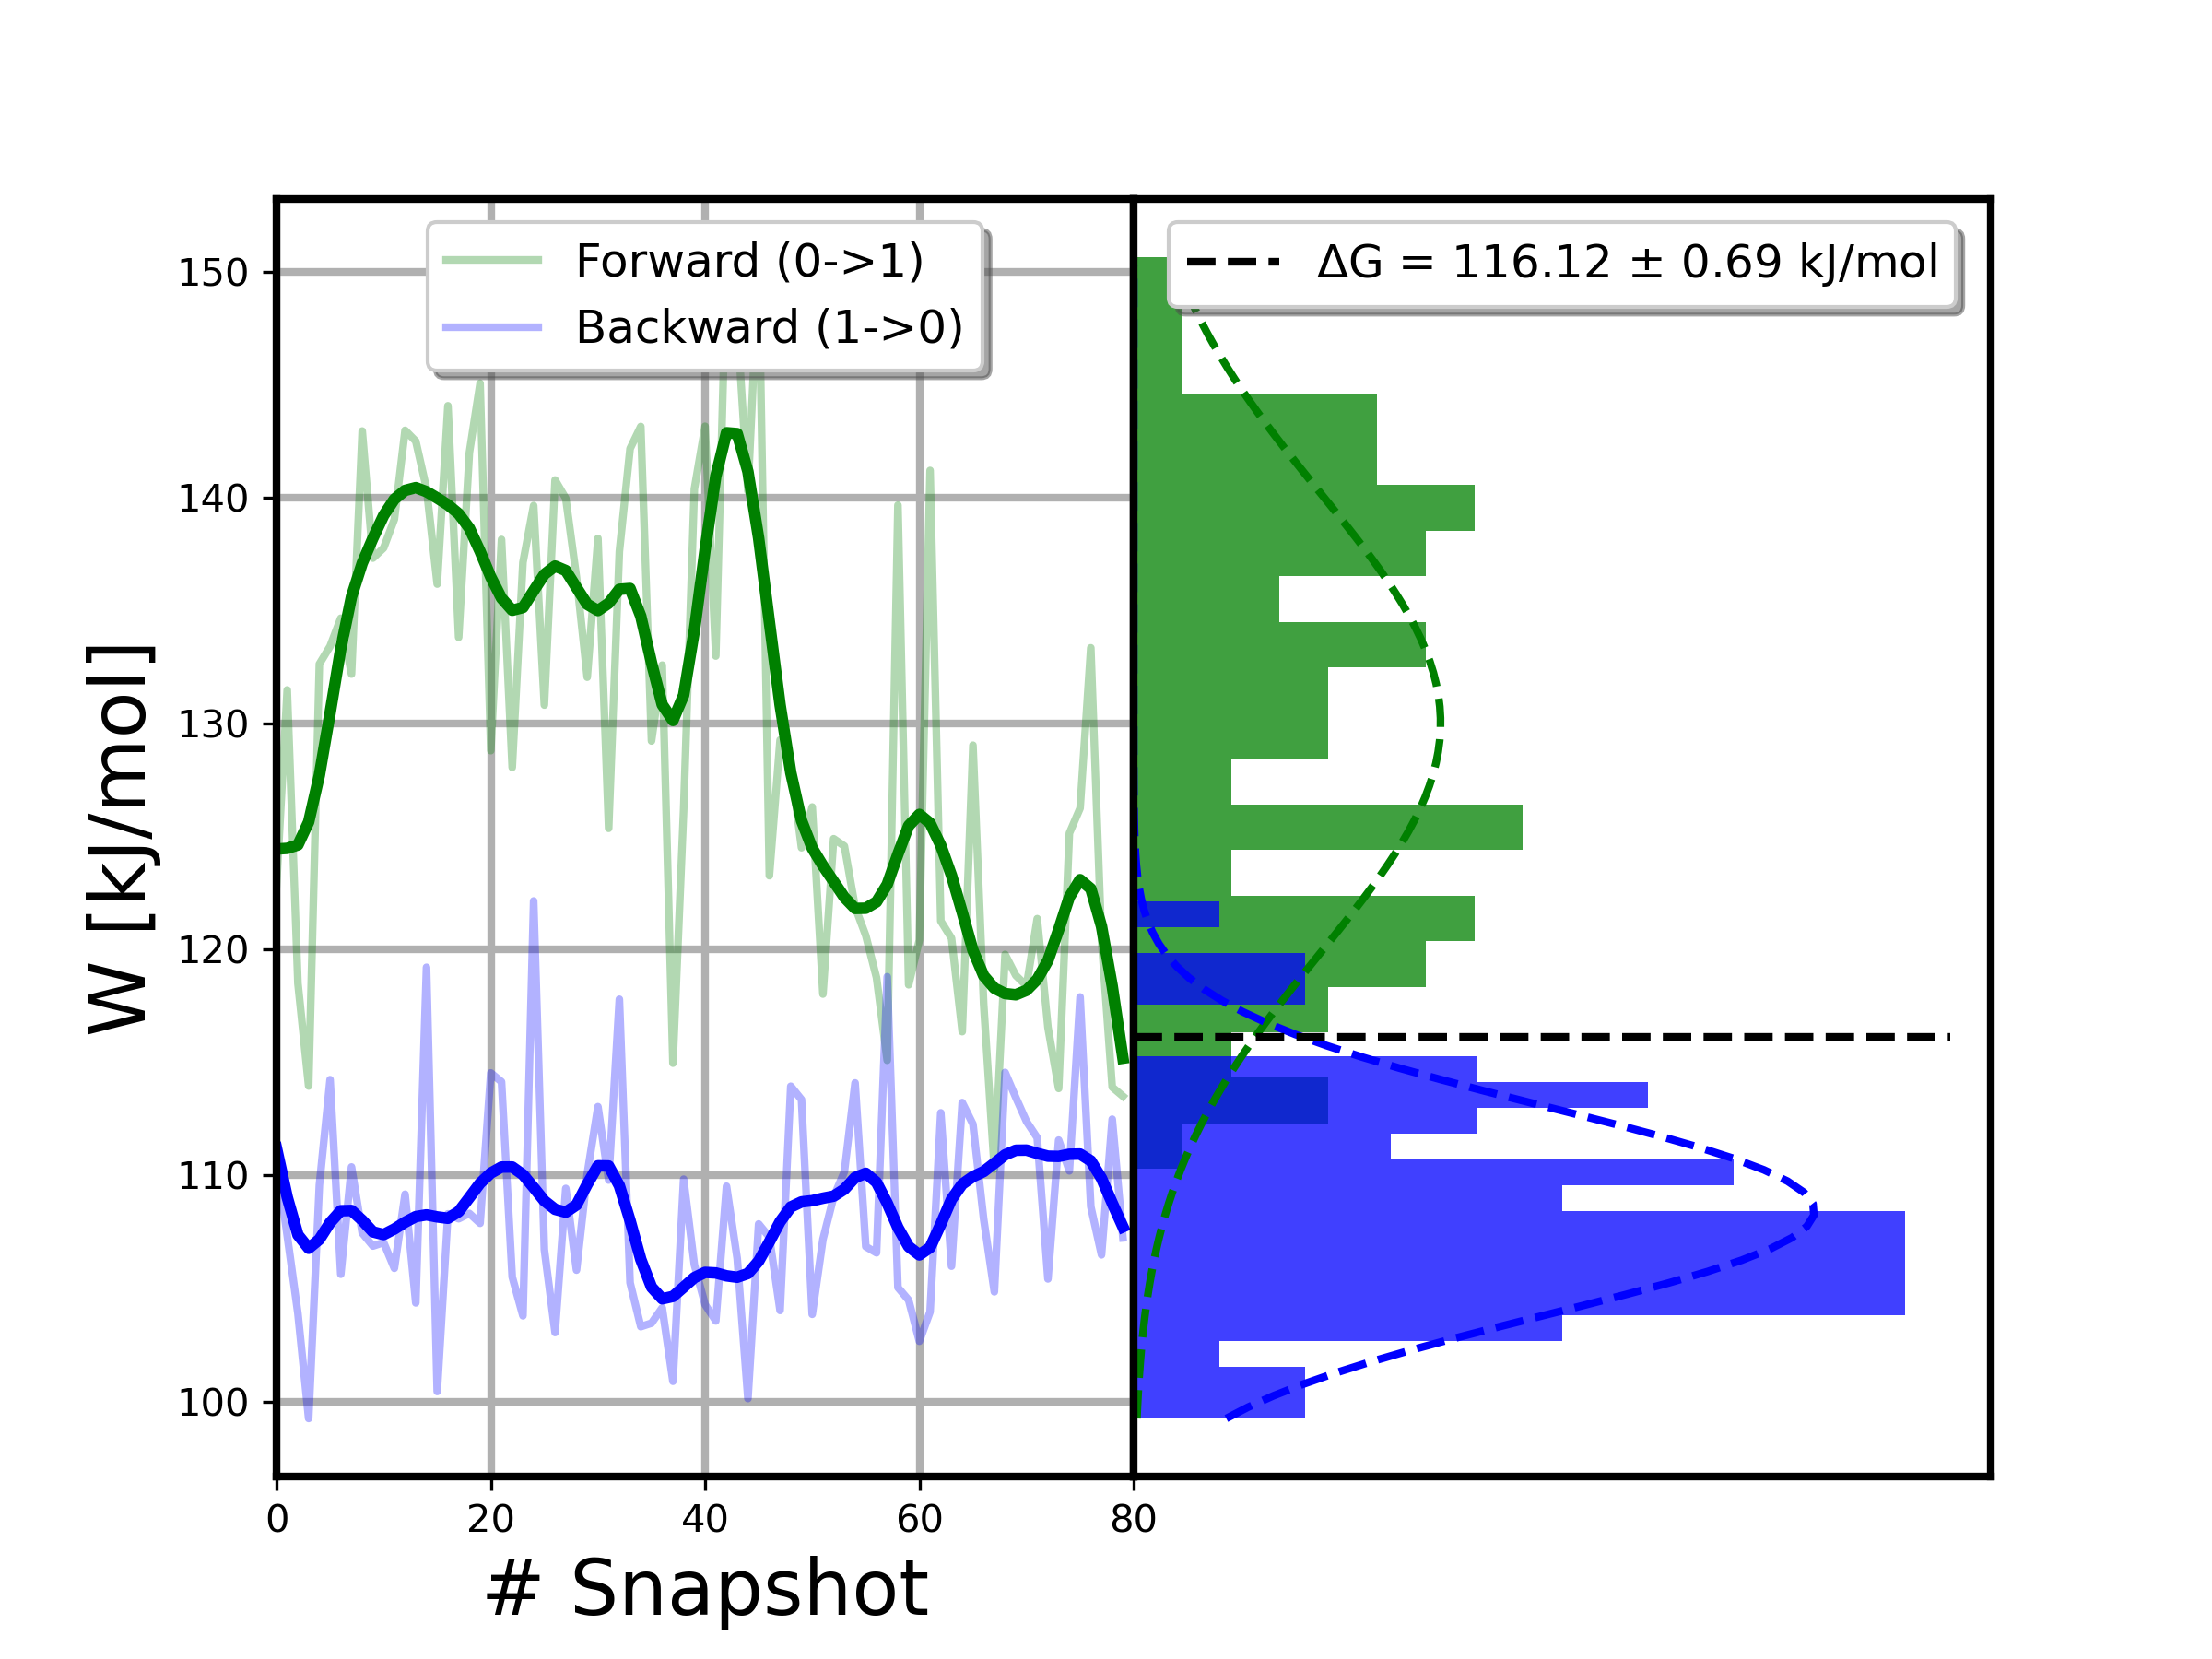 Forward (0->1)
Backward (1->0)
ΔG = 116.12 ± 0.69 kJ/mol
W [kJ/mol]
150
140
130
120
110
100
0 20 40 60 80
# Snapshot